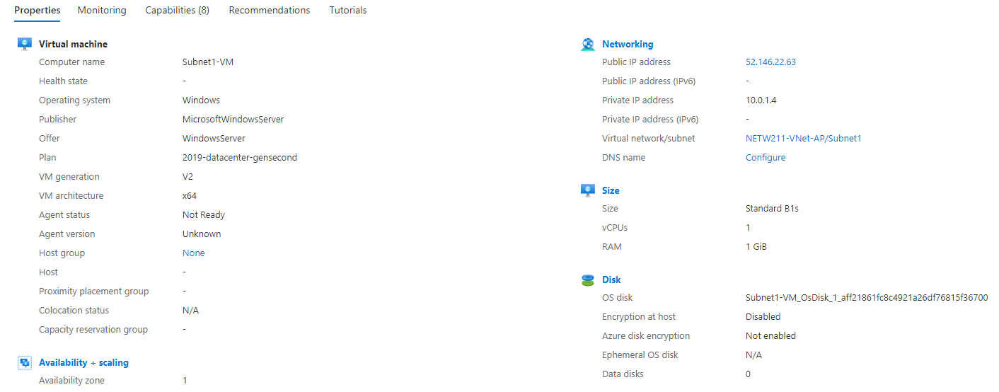 Properties Monitoring Capabilities (8) Recommendations Tutorials
Virtual machine
Computer name Subnet1-VM
Health state -
Operating system Windows
Publisher MicrosoftWindowsServer
Offer WindowsServer
Plan 2019-datacenter-gensecond
VM generation V2
VM architecture x64
Agent status Not Ready
Agent version Unknown
Host group None
Host -
Proximity placement group -
Colocation status N/A
Capacity reservation group -
Availability + scaling
Availability zone 1
Networking
Public IP address 52.146.22.63
Public IP address (IPv6) -
Private IP address 10.0.1.4
Private IP address (IPv6) -
Virtual network/subnet NETW211-VNet-AP/Subnet1
DNS name Configure
Size
Size Standard B1s
vCPUs 1
RAM 1 GiB
Disk
OS disk Subnet1-VM_OsDisk_1_aff21861fc8c4921a26df76815f36700
Encryption at host Disabled
Azure disk encryption Not enabled
Ephemeral OS disk N/A
Data disks 0